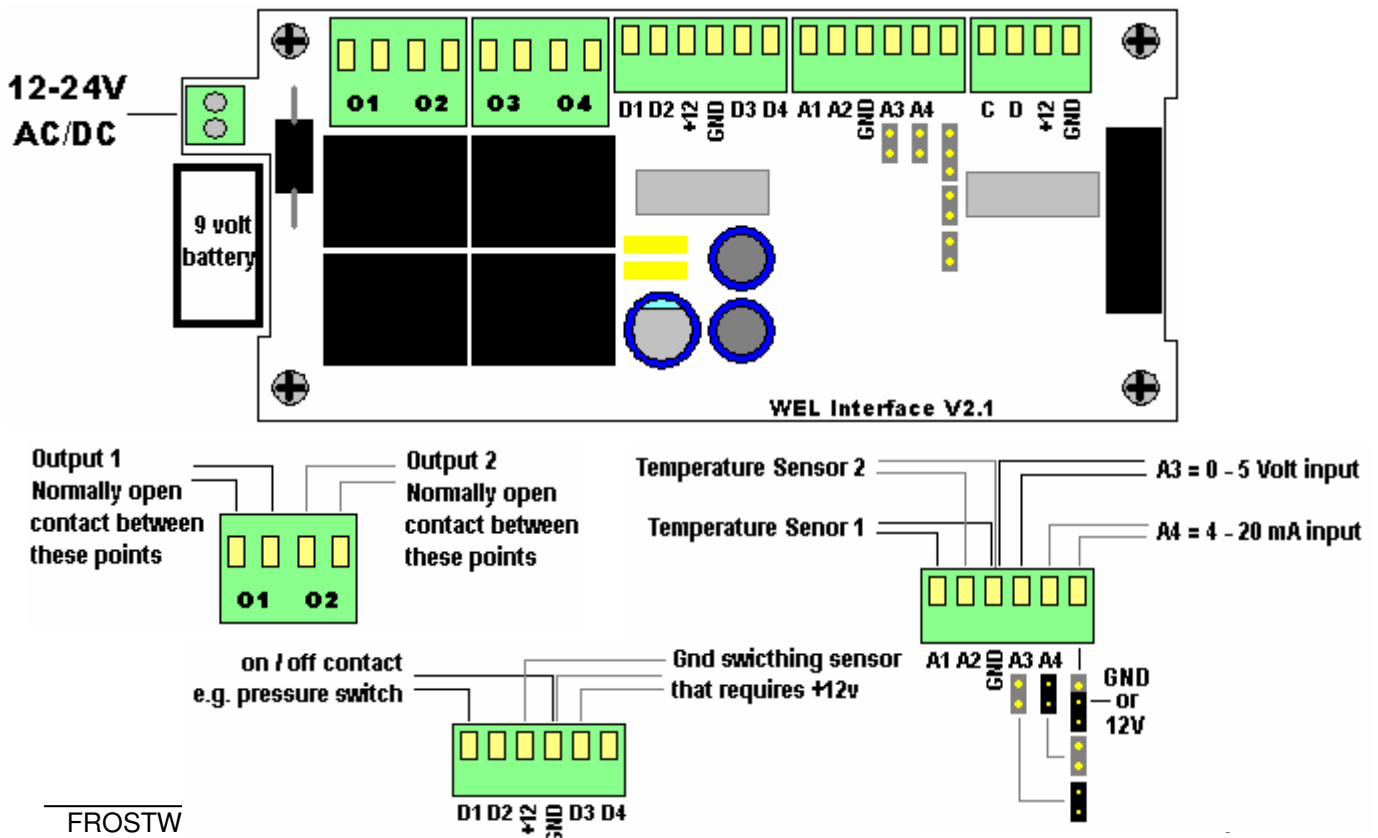 12-24V
AC/DC
9 volt
battery
O1 O2
O3 O4
D1 D2 +12 GND D3 D4
A1 A2 GND A3 A4
C D +12 GND
WEL Interface V2.1
Output 1
Normally open
contact between
these points
Output 2
Normally open
contact between
these points
O1 O2
Temperature Sensor 2
Temperature Senor 1
A3 = 0 - 5 Volt input
A4 = 4 - 20 mA input
A1 A2 GND A3 A4
GND
or
12V
on / off contact
e.g. pressure switch
Gnd swicthing sensor
that requires +12v
D1 D2 +12 GND D3 D4
FROSTW